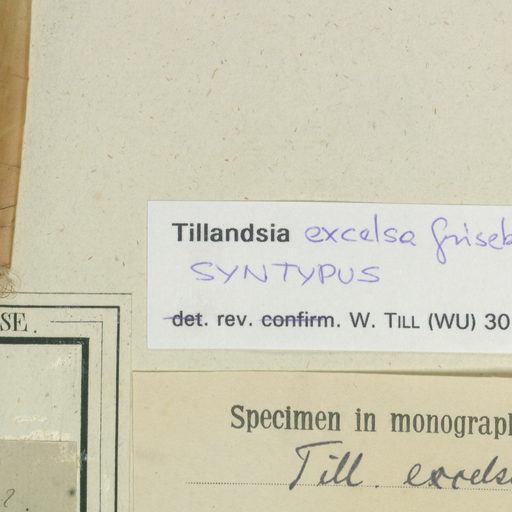 Tillandsia excelsa Griseb
SYNTYPUS
det. rev. confirm. W. TILL (WU) 30
SE.
Specimen in monograph
Till. excelsa